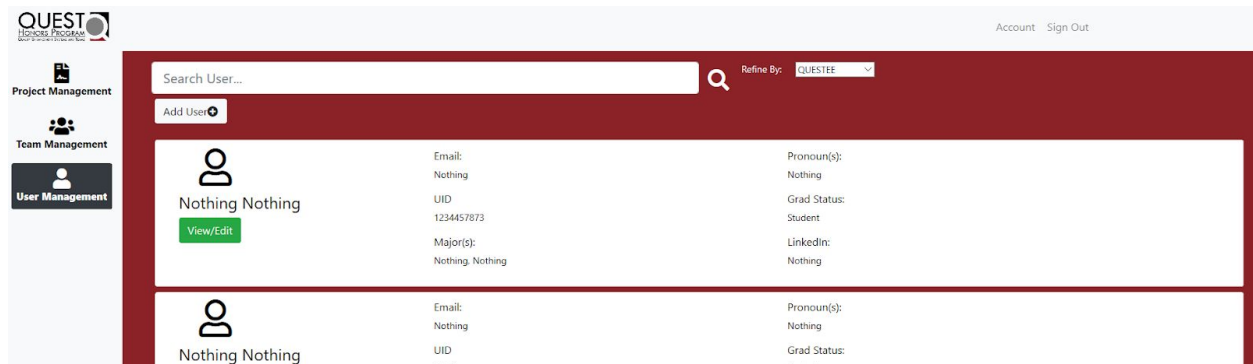 QUEST
HONORS PROGRAM
Account Sign Out
Project Management
Team Management
User Management
Search User...
Refine By: QUESTEE
Add User
Nothing Nothing
View/Edit
Email:
Nothing
UID
1234457873
Major(s):
Nothing, Nothing
Pronoun(s):
Nothing
Grad Status:
Student
LinkedIn:
Nothing
Nothing Nothing
Email:
Nothing
UID
Pronoun(s):
Nothing
Grad Status: